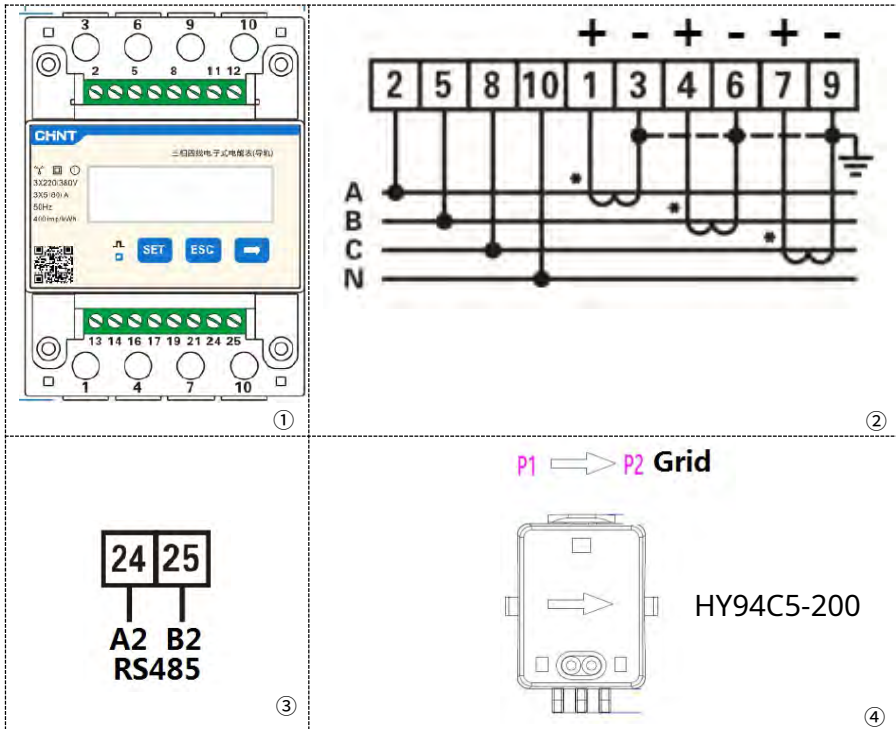 3 6 9 10
2 5 8 11 12
CHNT
三相四线电子式电能表(导轨)
3X220/380V
3X5(80)A
50Hz
400imp/kWh
SET ESC
13 14 16 17 19 21 24 25
1 4 7 10
①
+ - + - + -
2 5 8 10 1 3 4 6 7 9
* * *
A
B
C
N
②
24 25
A2 B2
RS485
③
P1 P2 Grid
HY94C5-200
④